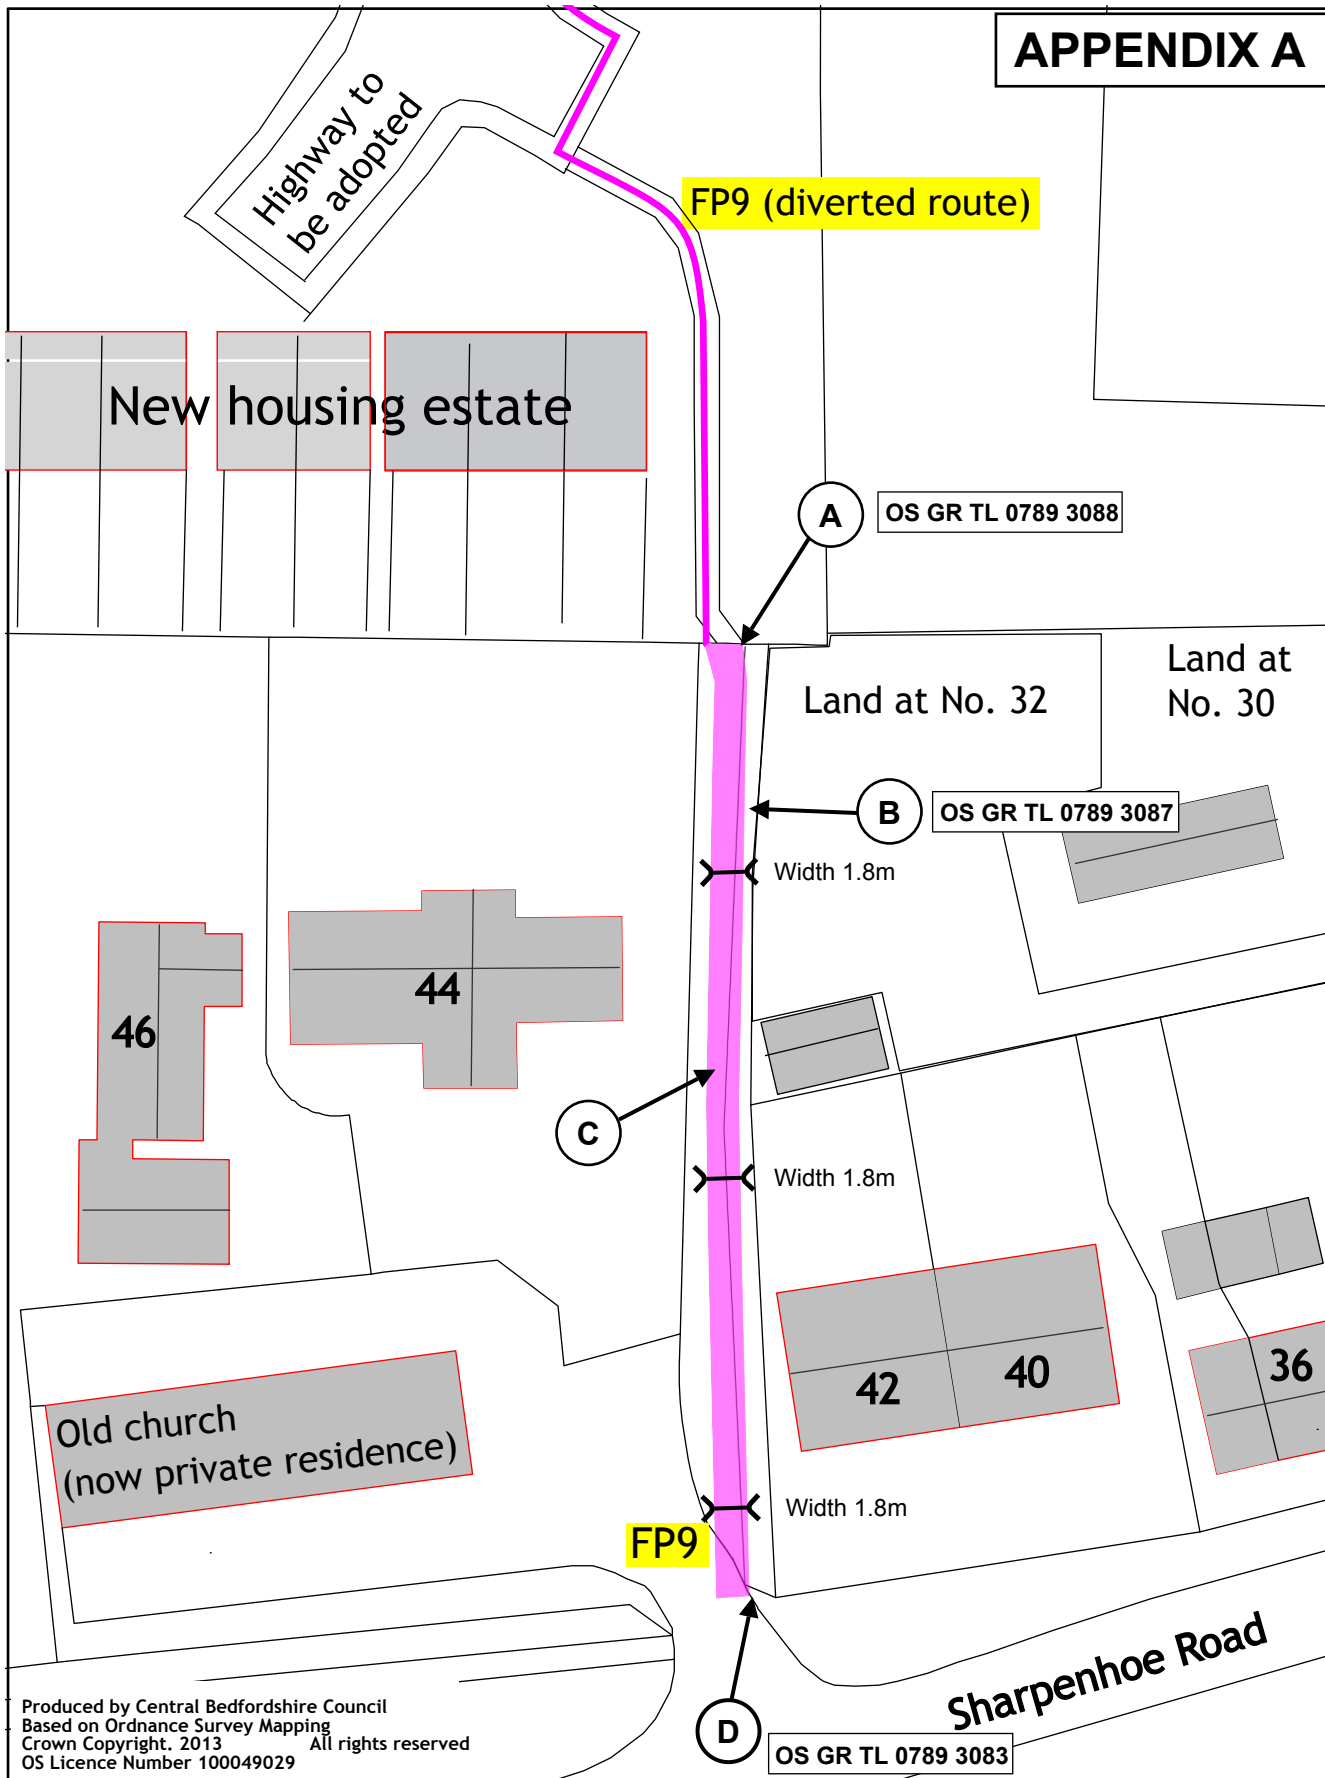 APPENDIX A
Highway to
be adopted
FP9 (diverted route)
New housing estate
A
OS GR TL 0789 3088
Land at No. 32
Land at
No. 30
B
OS GR TL 0789 3087
Width 1.8m
44
46
C
Width 1.8m
42
40
36
Old church
(now private residence)
Width 1.8m
FP9
Sharpenhoe Road
D
OS GR TL 0789 3083
Produced by Central Bedfordshire Council
Based on Ordnance Survey Mapping
Crown Copyright. 2013 All rights reserved
OS Licence Number 100049029